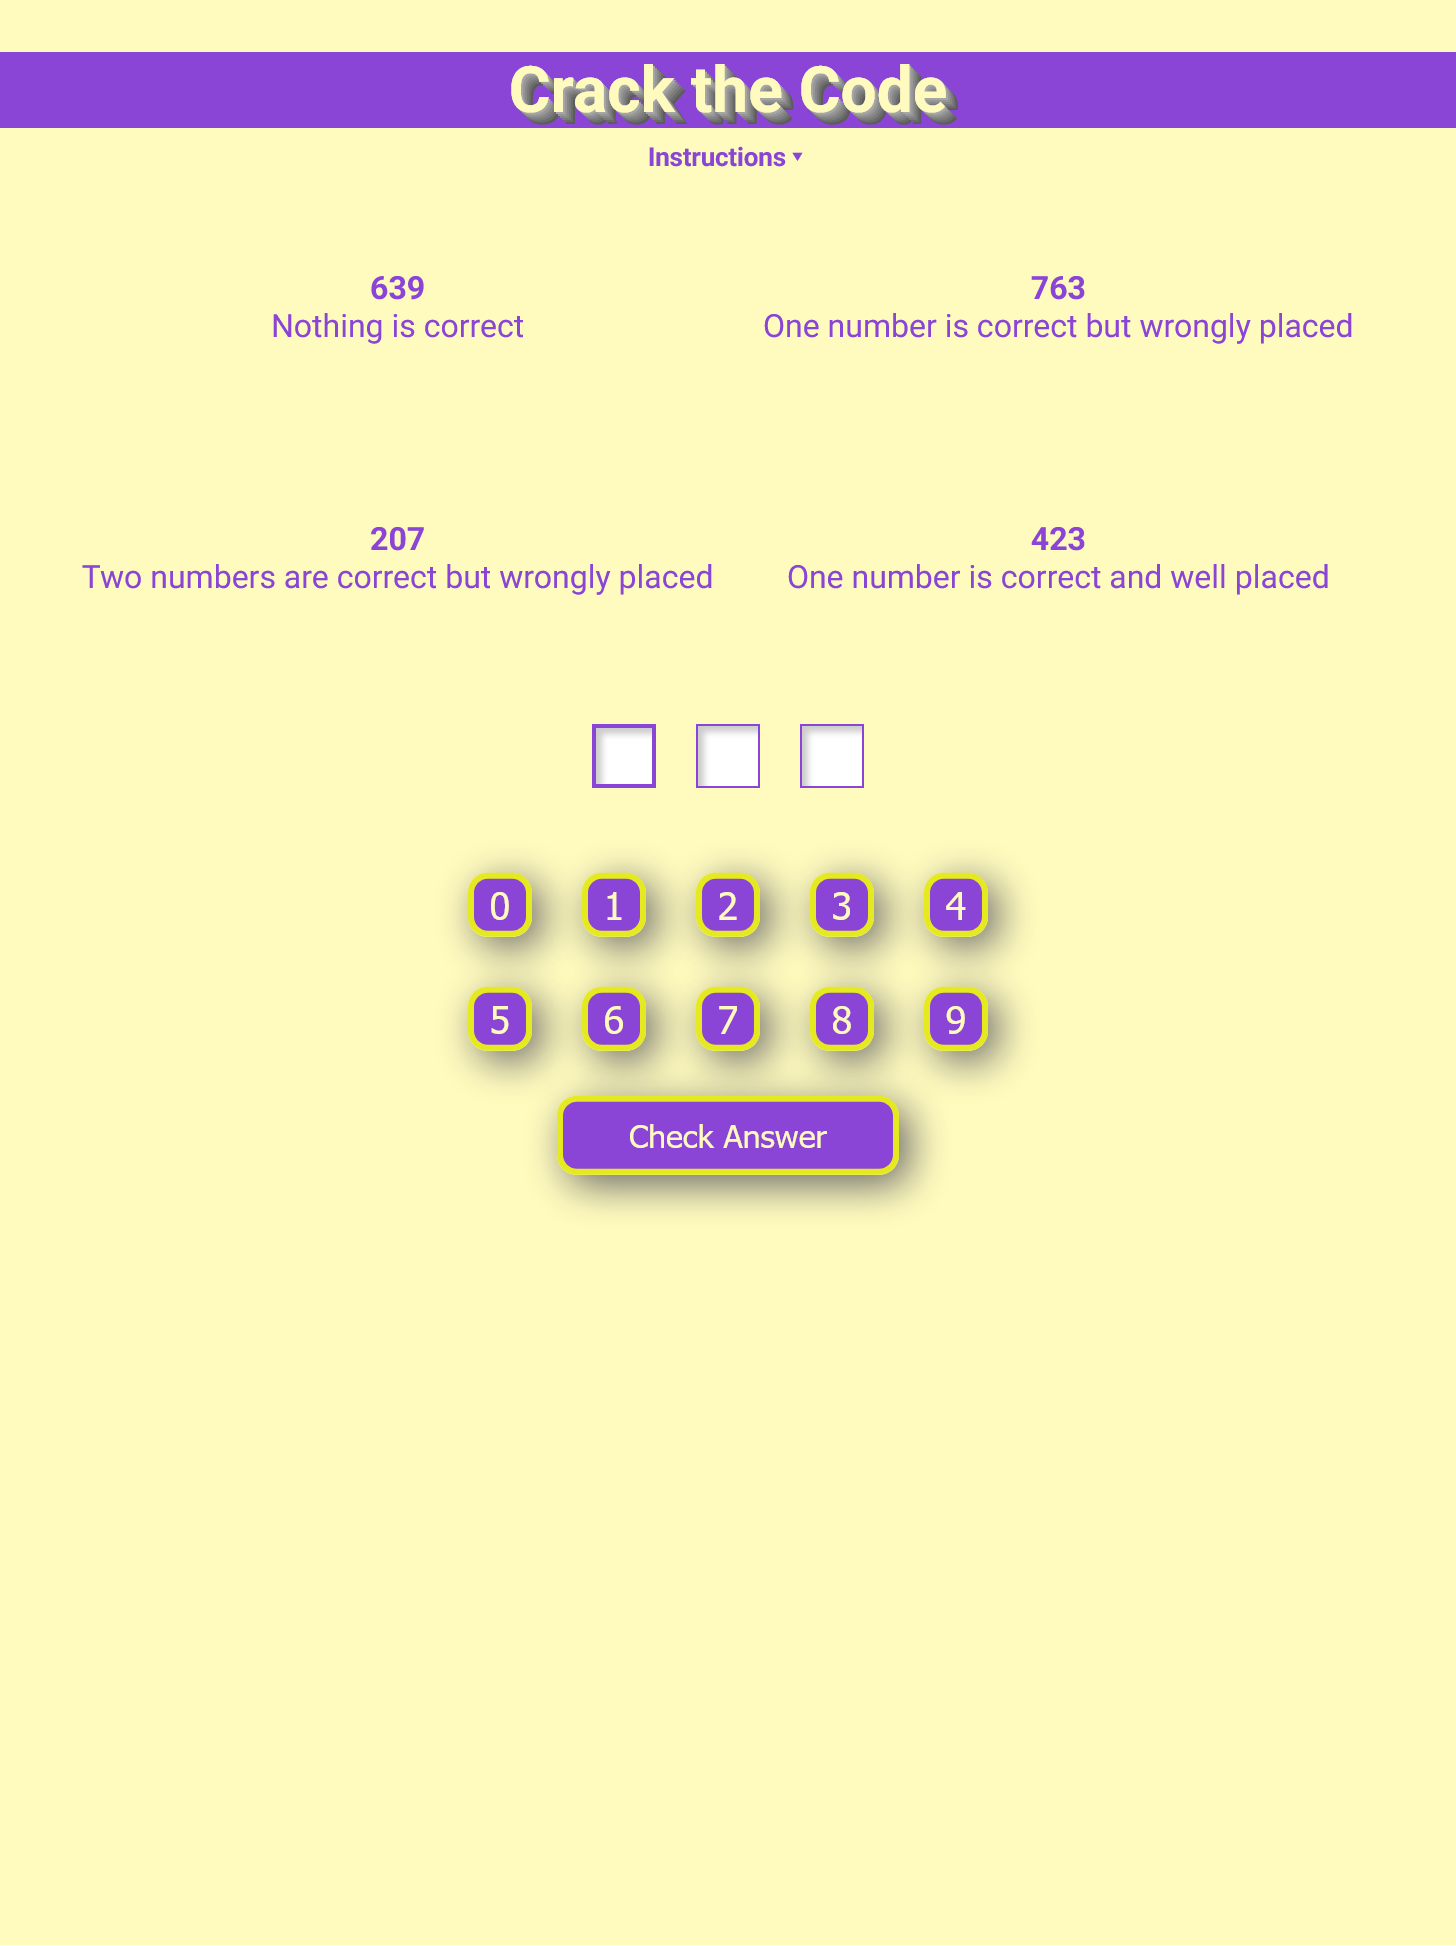 Crack the Code
Instructions ▾
639
Nothing is correct
763
One number is correct but wrongly placed
207
Two numbers are correct but wrongly placed
423
One number is correct and well placed
0 1 2 3 4
5 6 7 8 9
Check Answer